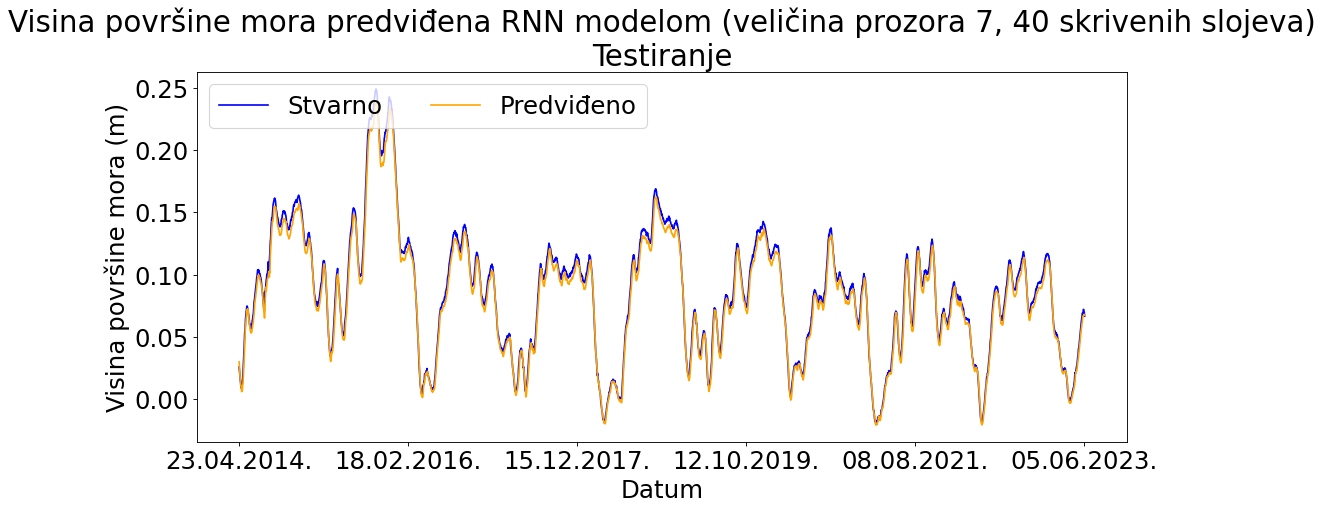 Visina površine mora predviđena RNN modelom (veličina prozora 7, 40 skrivenih slojeva)
Testiranje
Stvarno
Predviđeno
Visina površine mora (m)
0.25
0.20
0.15
0.10
0.05
0.00
23.04.2014. 18.02.2016. 15.12.2017. 12.10.2019. 08.08.2021. 05.06.2023.
Datum